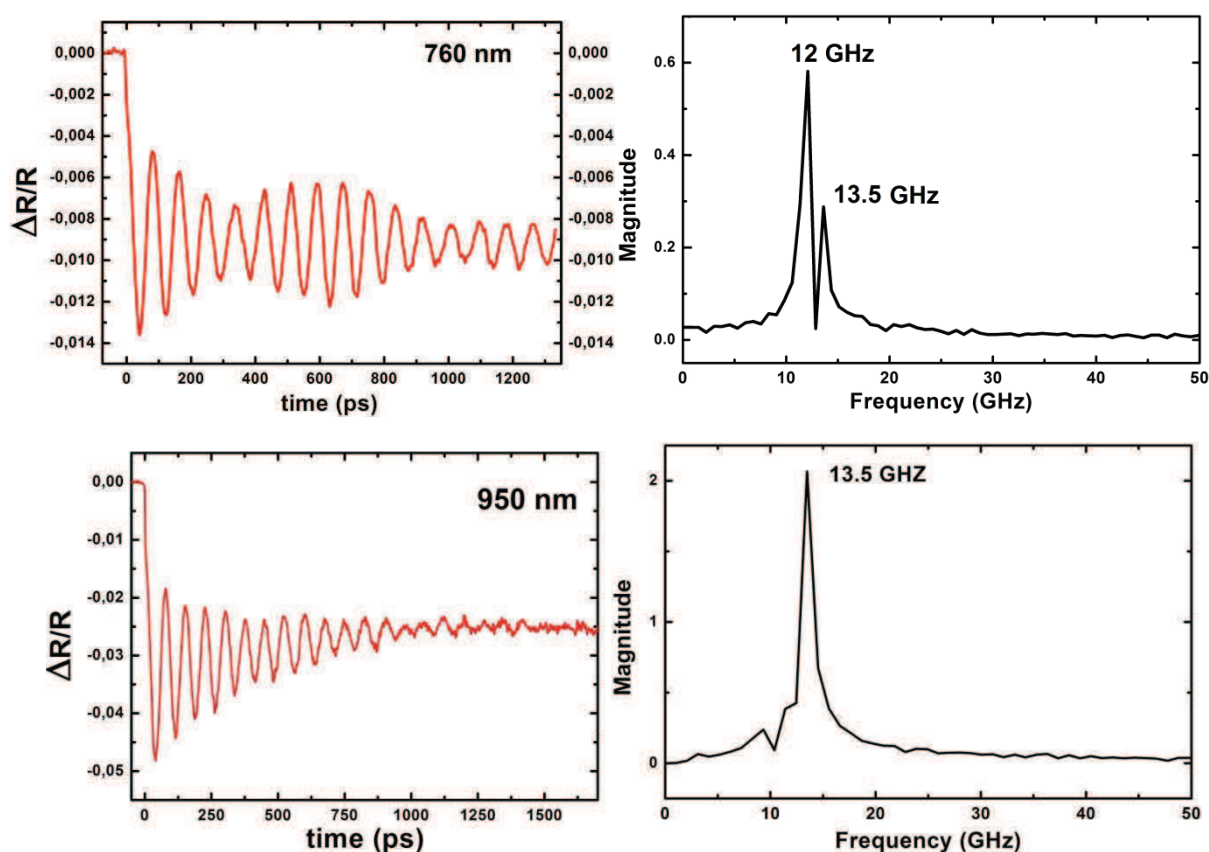 760 nm
0,000
-0,002
-0,004
-0,006
-0,008
-0,010
-0,012
-0,014
0,000
-0,002
-0,004
-0,006
-0,008
-0,010
-0,012
-0,014
ΔR/R
0 200 400 600 800 1000 1200
time (ps)
12 GHz
13.5 GHz
0.6
0.4
0.2
0.0
Magnitude
0 10 20 30 40 50
Frequency (GHz)
950 nm
0,00
-0,01
-0,02
-0,03
-0,04
-0,05
ΔR/R
0 250 500 750 1000 1250 1500
time (ps)
13.5 GHZ
2
1
0
Magnitude
0 10 20 30 40 50
Frequency (GHz)